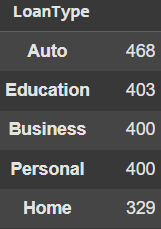 LoanType
Auto 468
Education 403
Business 400
Personal 400
Home 329